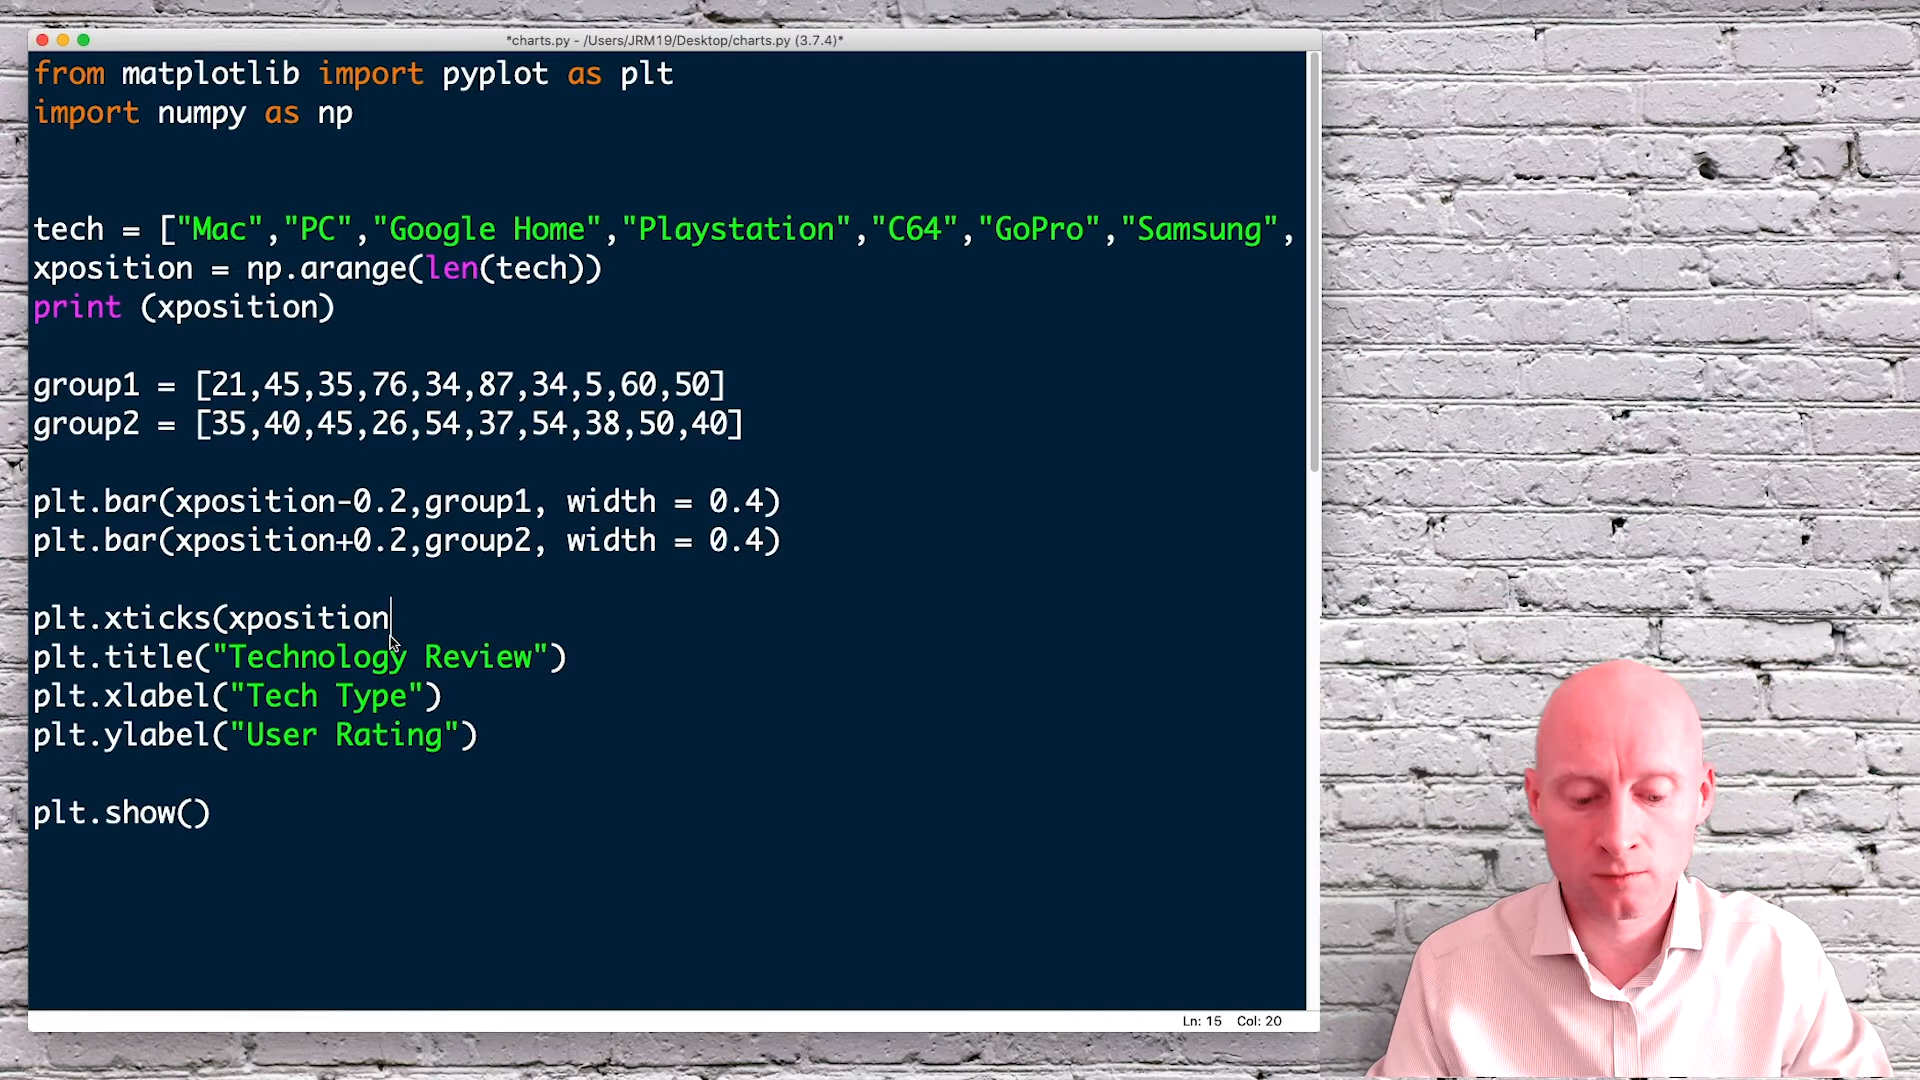 *charts.py - /Users/JRM19/Desktop/charts.py (3.7.4)*
from matplotlib import pyplot as plt
import numpy as np
tech = ["Mac","PC","Google Home","Playstation","C64","GoPro","Samsung",
xposition = np.arange(len(tech))
print (xposition)
group1 = [21,45,35,76,34,87,34,5,60,50]
group2 = [35,40,45,26,54,37,54,38,50,40]
plt.bar(xposition-0.2,group1, width = 0.4)
plt.bar(xposition+0.2,group2, width = 0.4)
plt.xticks(xposition
plt.title("Technology Review")
plt.xlabel("Tech Type")
plt.ylabel("User Rating")
plt.show()
Ln: 15 Col: 20